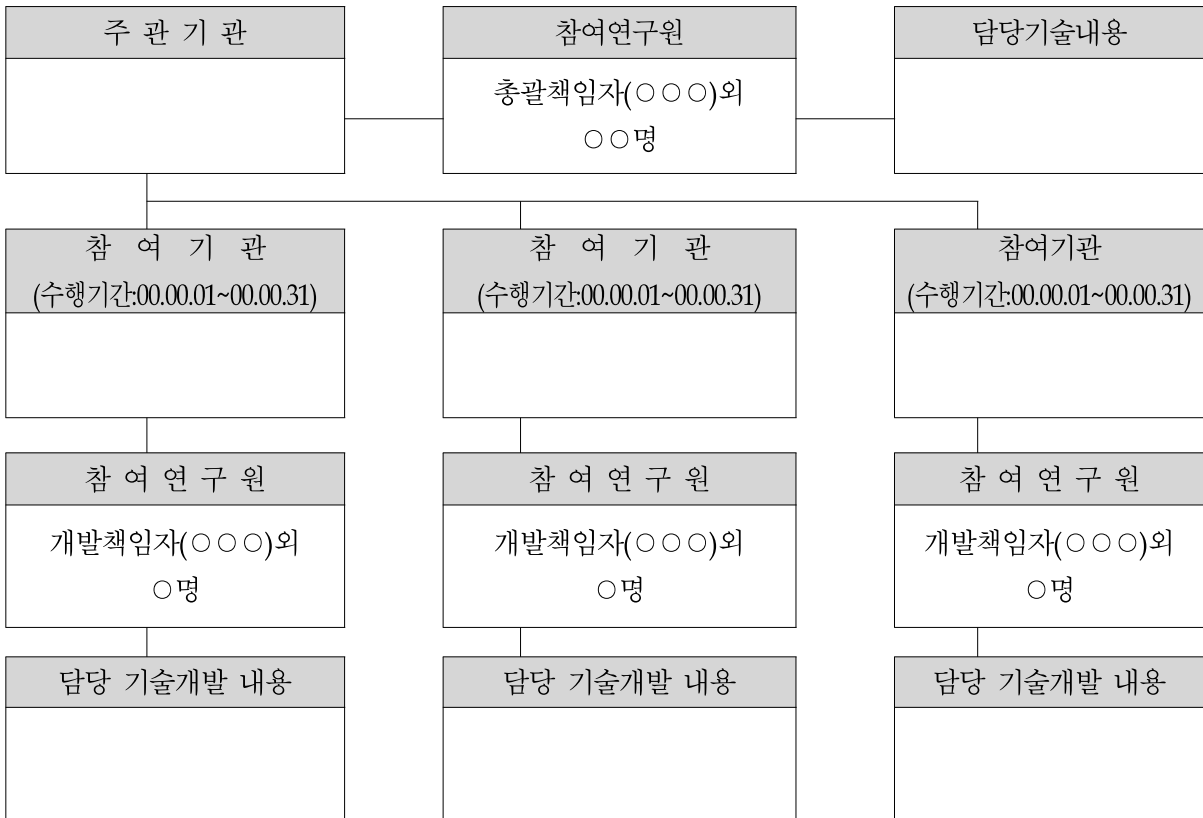 주 관 기 관
참여연구원
담당기술내용
총괄책임자(○○○)외
○○명
참 여 기 관
(수행기간:00.00.01~00.00.31)
참 여 기 관
(수행기간:00.00.01~00.00.31)
참여기관
(수행기간:00.00.01~00.00.31)
참 여 연 구 원
참 여 연 구 원
참 여 연 구 원
개발책임자(○○○)외
○명
개발책임자(○○○)외
○명
개발책임자(○○○)외
○명
담당 기술개발 내용
담당 기술개발 내용
담당 기술개발 내용